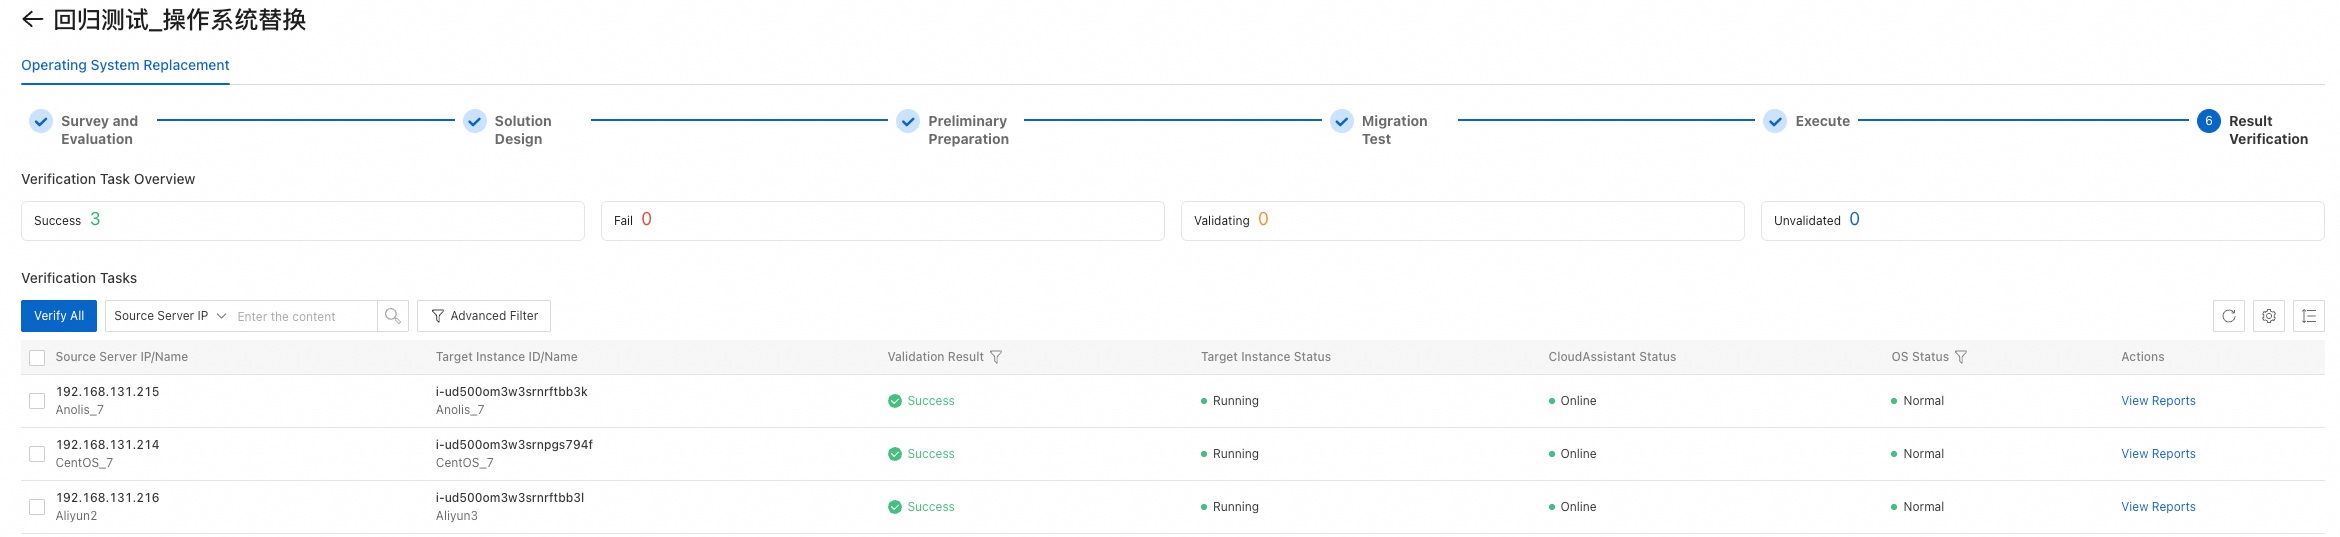 回归测试_操作系统替换
Operating System Replacement
Survey and
Evaluation
Solution
Design
Preliminary
Preparation
Migration
Test
Execute
6
Result
Verification
Verification Task Overview
Success 3
Fail 0
Validating 0
Unvalidated 0
Verification Tasks
Verify All
Source Server IP
Enter the content
Advanced Filter
Source Server IP/Name
Target Instance ID/Name
Validation Result
Target Instance Status
CloudAssistant Status
OS Status
Actions
192.168.131.215
Anolis_7
i-ud500om3w3srnrftbb3k
Anolis_7
Success
Running
Online
Normal
View Reports
192.168.131.214
CentOS_7
i-ud500om3w3srnpgs794f
CentOS_7
Success
Running
Online
Normal
View Reports
192.168.131.216
Aliyun2
i-ud500om3w3srnrftbb3l
Aliyun3
Success
Running
Online
Normal
View Reports